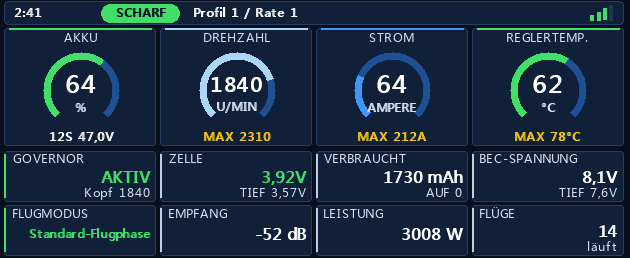 2:41 SCHARF Profil 1 / Rate 1
AKKU DREHZAHL STROM REGLERTEMP.
64 1840 64 62
% U/MIN AMPERE °C
12S 47,0V MAX 2310 MAX 212A MAX 78°C
GOVERNOR ZELLE VERBRAUCHT BEC-SPANNUNG
AKTIV 3,92V 1730 mAh 8,1V
Kopf 1840 TIEF 3,57V AUF 0 TIEF 7,6V
FLUGMODUS EMPFANG LEISTUNG FLÜGE
Standard-Flugphase -52 dB 3008 W 14
läuft